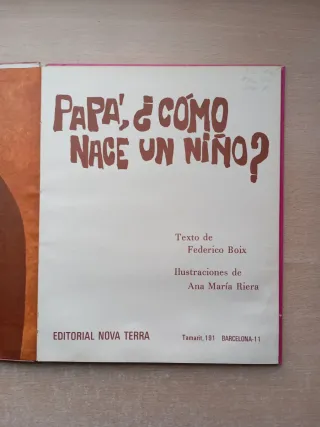 PAPÁ, ¿CÓMO
NACE UN NIÑO?
Texto de
Federico Boix
Ilustraciones de
Ana María Riera
EDITORIAL NOVA TERRA Tamarit, 191 BARCELONA-11